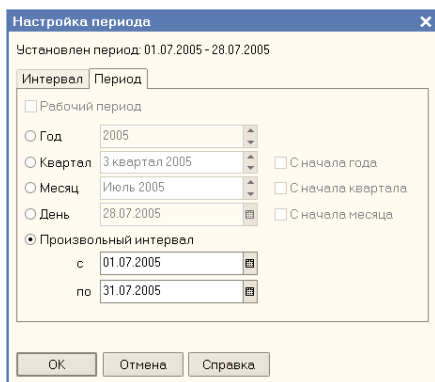 Настройка периода
Установлен период: 01.07.2005 - 28.07.2005
Интервал Период
Рабочий период
Год 2005
Квартал 3 квартал 2005 С начала года
Месяц Июль 2005 С начала квартала
День 28.07.2005 С начала месяца
Произвольный интервал
с 01.07.2005
по 31.07.2005
OK Отмена Справка